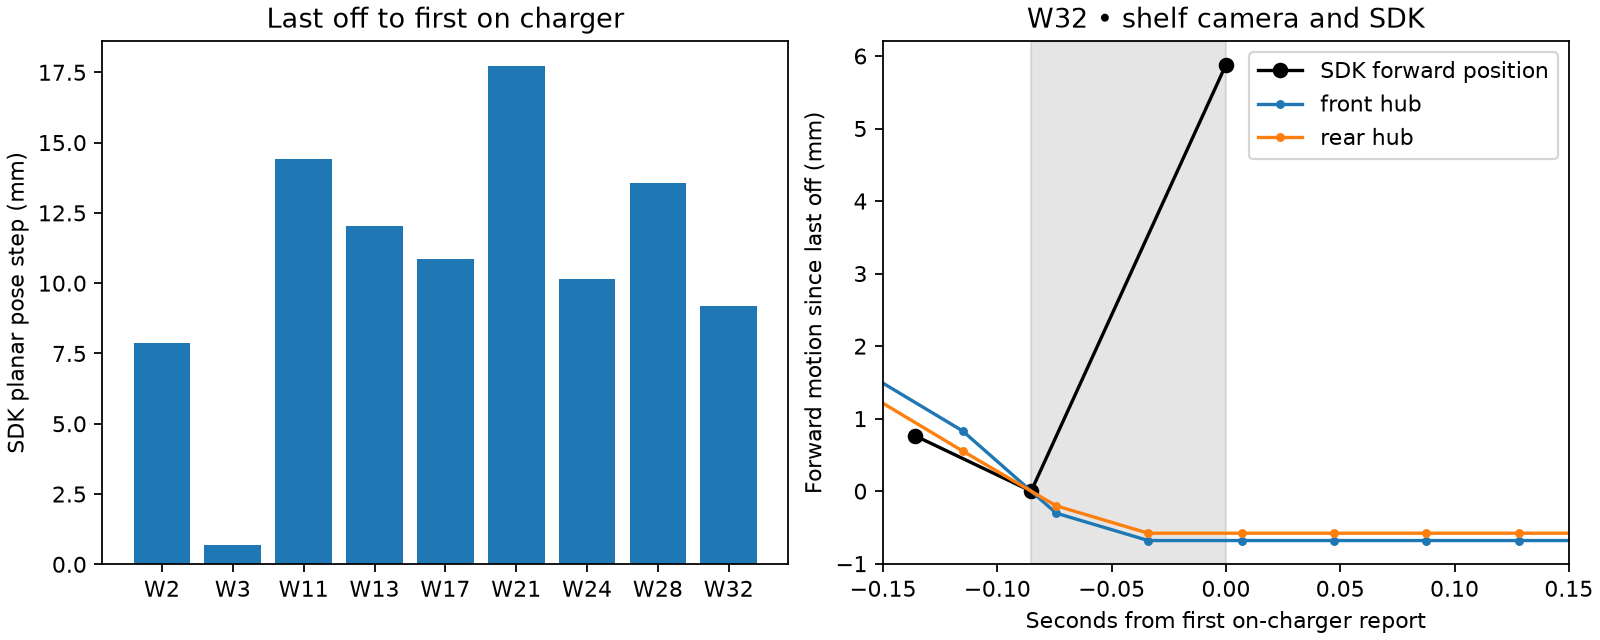 Last off to first on charger
SDK planar pose step (mm)
17.5
15.0
12.5
10.0
7.5
5.0
2.5
0.0
W2 W3 W11 W13 W17 W21 W24 W28 W32
W32 • shelf camera and SDK
Forward motion since last off (mm)
6
5
4
3
2
1
0
−1
SDK forward position
front hub
rear hub
−0.15 −0.10 −0.05 0.00 0.05 0.10 0.15
Seconds from first on-charger report